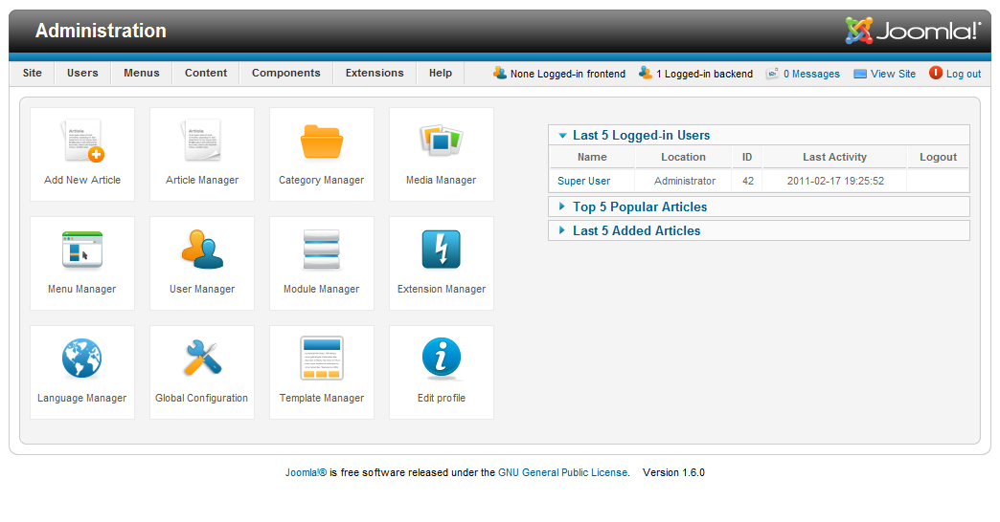 Administration
Joomla!®
Site Users Menus Content Components Extensions Help None Logged-in frontend 1 Logged-in backend 0 Messages View Site Log out
Add New Article Article Manager Category Manager Media Manager
Menu Manager User Manager Module Manager Extension Manager
Language Manager Global Configuration Template Manager Edit profile
Last 5 Logged-in Users
Name Location ID Last Activity Logout
Super User Administrator 42 2011-02-17 19:25:52
Top 5 Popular Articles
Last 5 Added Articles
Joomla!® is free software released under the GNU General Public License. Version 1.6.0